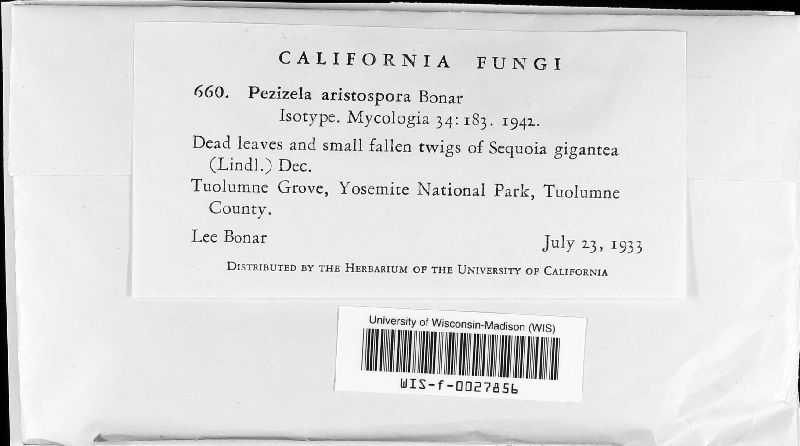 CALIFORNIA FUNGI
660. Pezizela aristospora Bonar
Isotype. Mycologia 34: 183. 1942.
Dead leaves and small fallen twigs of Sequoia gigantea
(Lindl.) Dec.
Tuolumne Grove, Yosemite National Park, Tuolumne
County.
Lee Bonar July 23, 1933
Distributed by the Herbarium of the University of California
University of Wisconsin-Madison (WIS)
WIS-f-0027856